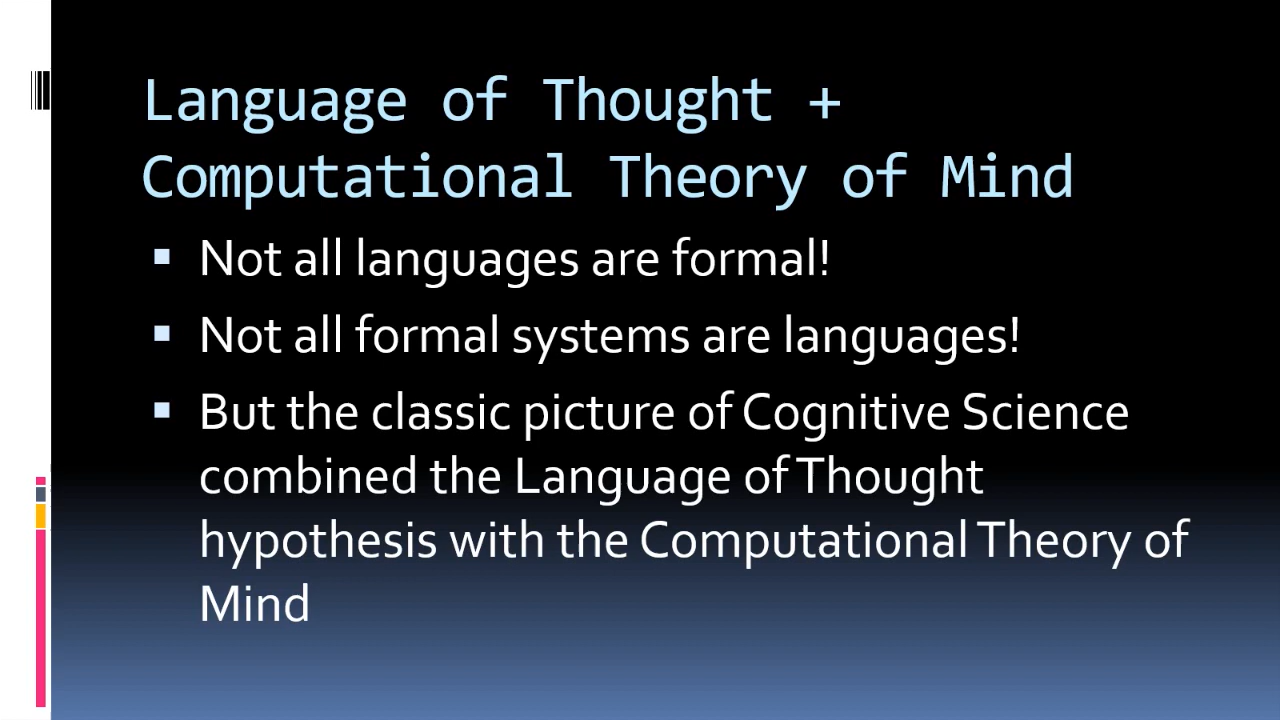 Language of Thought +
Computational Theory of Mind
Not all languages are formal!
Not all formal systems are languages!
But the classic picture of Cognitive Science
combined the Language of Thought
hypothesis with the Computational Theory of
Mind